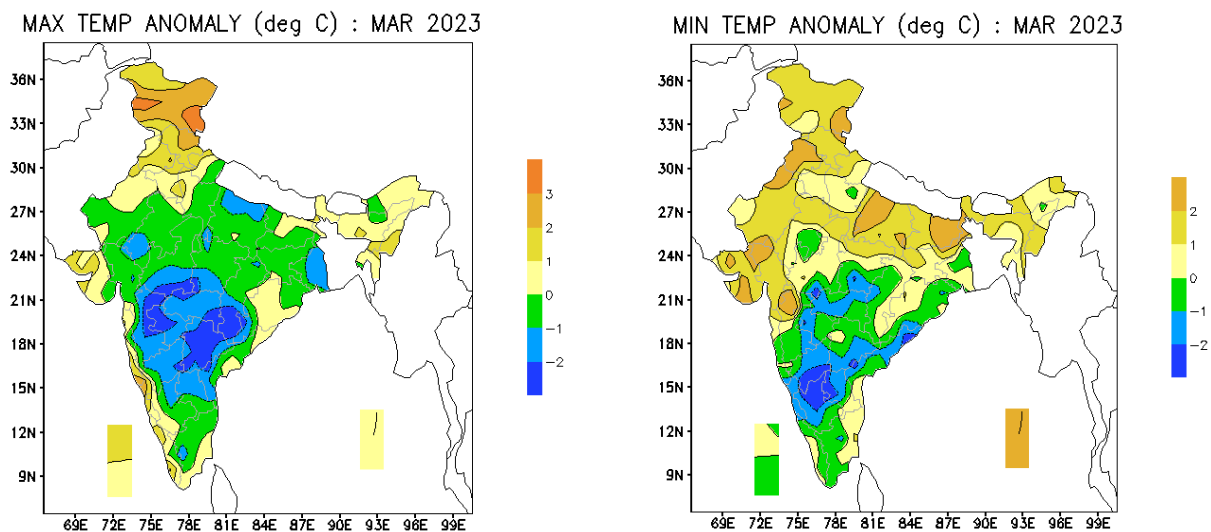 MAX TEMP ANOMALY (deg C) : MAR 2023
36N
33N
30N
27N
24N
21N
18N
15N
12N
9N
69E 72E 75E 78E 81E 84E 87E 90E 93E 96E 99E
3
2
1
0
−1
−2
MIN TEMP ANOMALY (deg C) : MAR 2023
36N
33N
30N
27N
24N
21N
18N
15N
12N
9N
69E 72E 75E 78E 81E 84E 87E 90E 93E 96E 99E
2
1
0
−1
−2